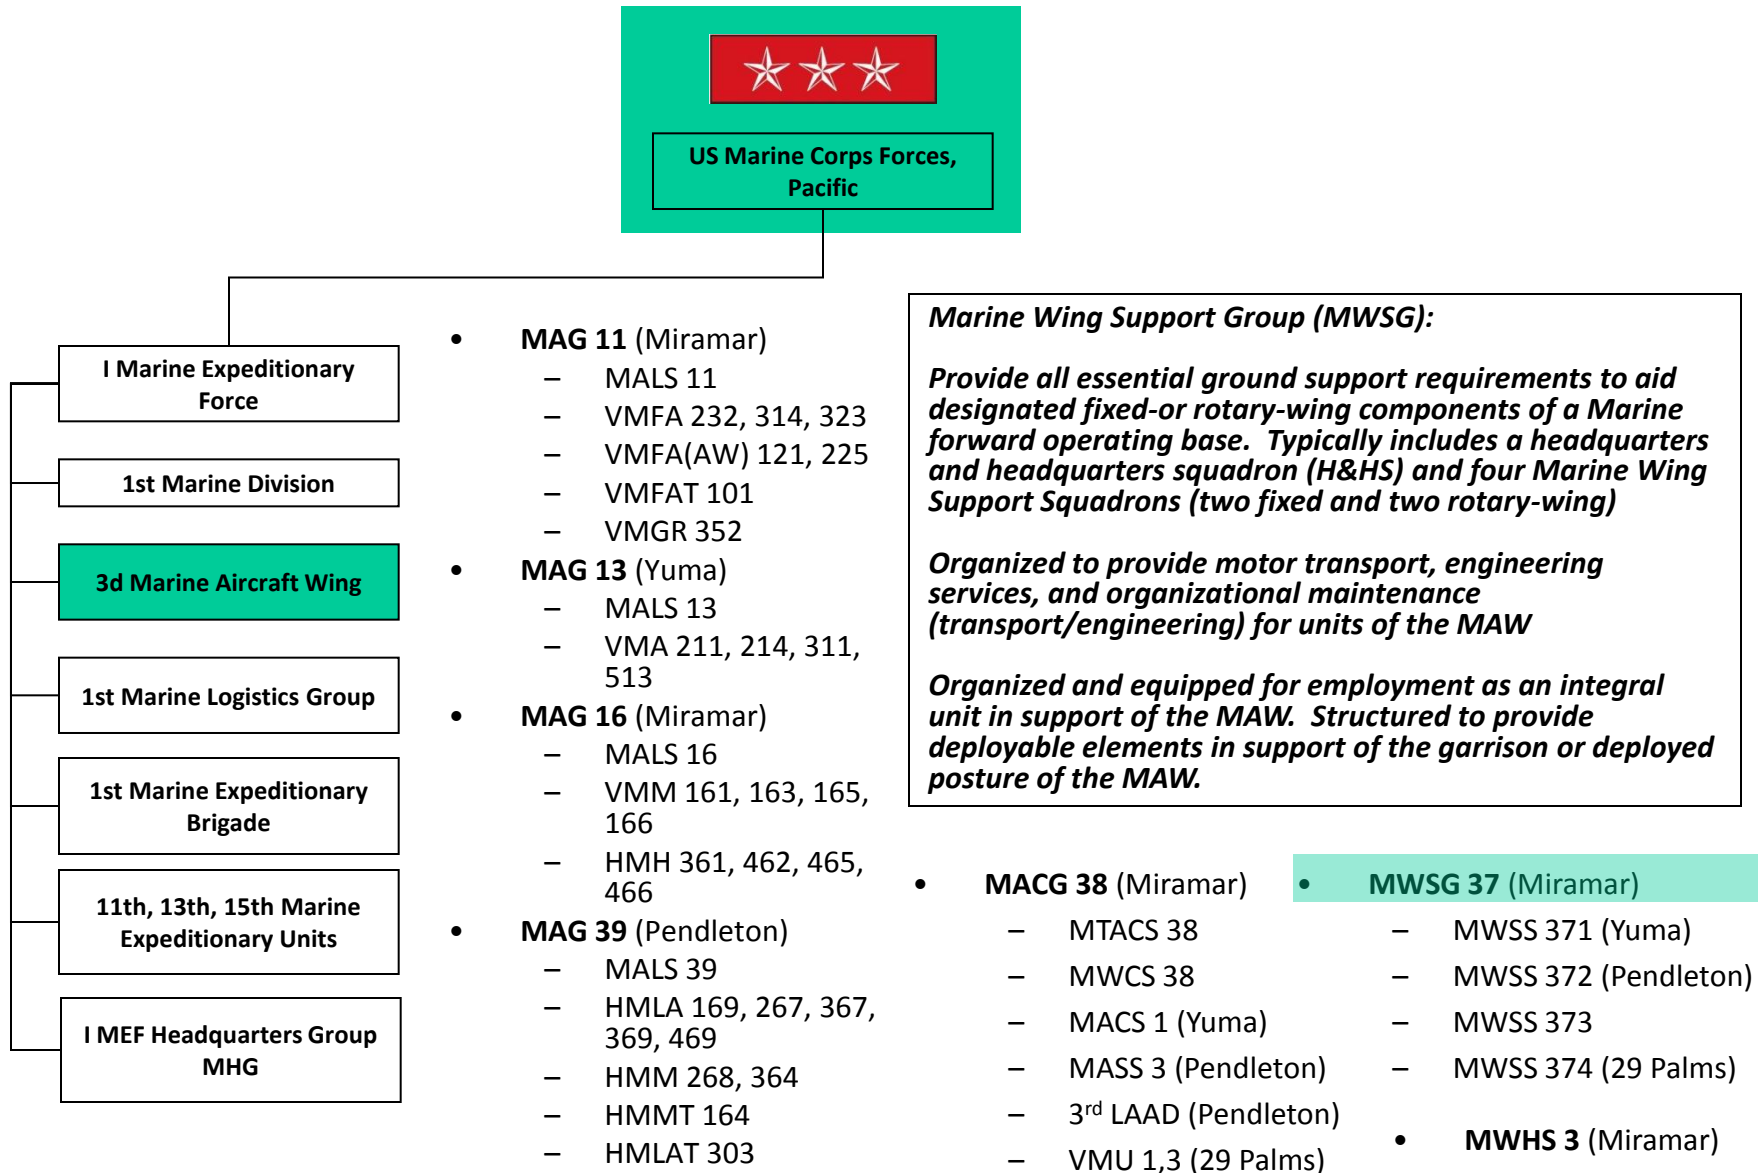 US Marine Corps Forces,
Pacific
I Marine Expeditionary
Force
1st Marine Division
3d Marine Aircraft Wing
1st Marine Logistics Group
1st Marine Expeditionary
Brigade
11th, 13th, 15th Marine
Expeditionary Units
I MEF Headquarters Group
MHG
• MAG 11 (Miramar)
– MALS 11
– VMFA 232, 314, 323
– VMFA(AW) 121, 225
– VMFAT 101
– VMGR 352
• MAG 13 (Yuma)
– MALS 13
– VMA 211, 214, 311,
513
• MAG 16 (Miramar)
– MALS 16
– VMM 161, 163, 165,
166
– HMH 361, 462, 465,
466
• MAG 39 (Pendleton)
– MALS 39
– HMLA 169, 267, 367,
369, 469
– HMM 268, 364
– HMMT 164
– HMLAT 303
Marine Wing Support Group (MWSG):
Provide all essential ground support requirements to aid
designated fixed-or rotary-wing components of a Marine
forward operating base. Typically includes a headquarters
and headquarters squadron (H&HS) and four Marine Wing
Support Squadrons (two fixed and two rotary-wing)
Organized to provide motor transport, engineering
services, and organizational maintenance
(transport/engineering) for units of the MAW
Organized and equipped for employment as an integral
unit in support of the MAW. Structured to provide
deployable elements in support of the garrison or deployed
posture of the MAW.
• MACG 38 (Miramar)
– MTACS 38
– MWCS 38
– MACS 1 (Yuma)
– MASS 3 (Pendleton)
– 3rd LAAD (Pendleton)
– VMU 1,3 (29 Palms)
• MWSG 37 (Miramar)
– MWSS 371 (Yuma)
– MWSS 372 (Pendleton)
– MWSS 373
– MWSS 374 (29 Palms)
• MWHS 3 (Miramar)